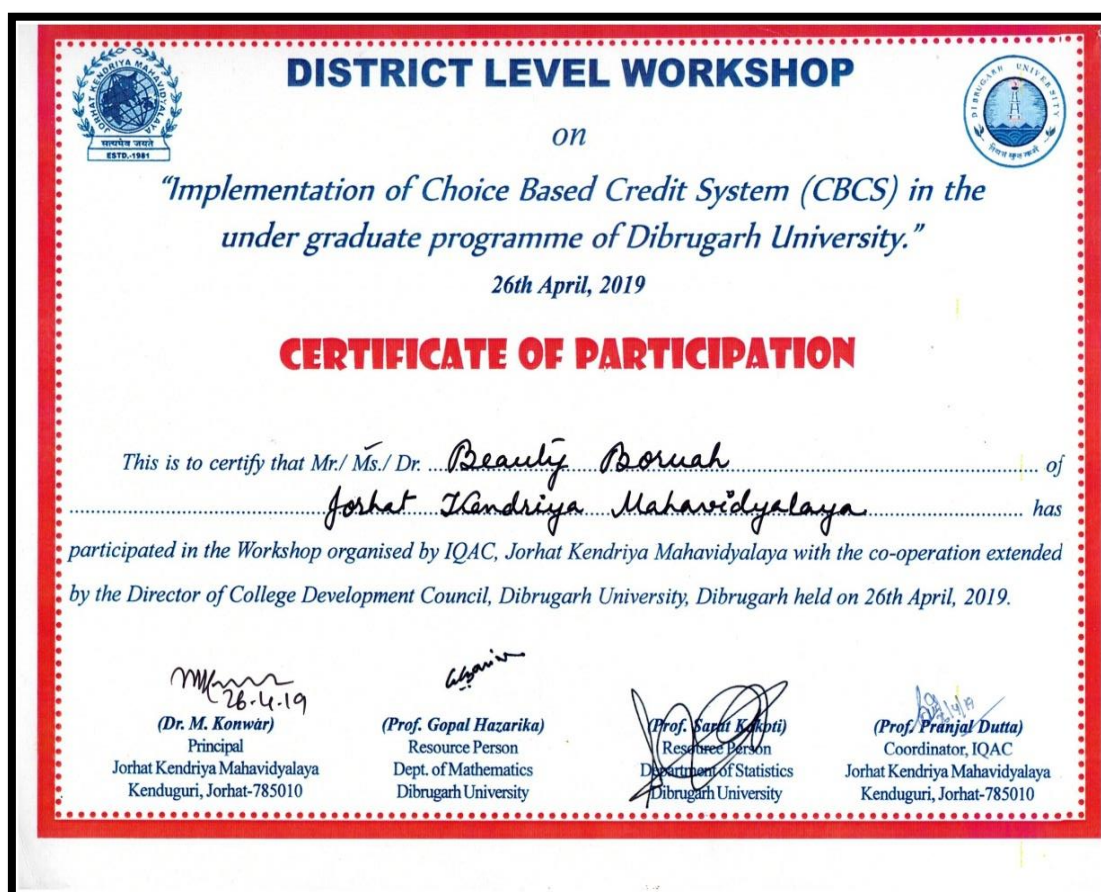 JORHAT KENDRIYA MAHAVIDYALAYA
सत्यमेव जयते
ESTD.-1981
DIBRUGARH UNIVERSITY
DISTRICT LEVEL WORKSHOP
on
"Implementation of Choice Based Credit System (CBCS) in the
under graduate programme of Dibrugarh University."
26th April, 2019
CERTIFICATE OF PARTICIPATION
This is to certify that Mr./ Ms./ Dr. Beauty Boruah of
Jorhat Kendriya Mahavidyalaya has
participated in the Workshop organised by IQAC, Jorhat Kendriya Mahavidyalaya with the co-operation extended
by the Director of College Development Council, Dibrugarh University, Dibrugarh held on 26th April, 2019.
26-4-19
(Dr. M. Konwar)
Principal
Jorhat Kendriya Mahavidyalaya
Kenduguri, Jorhat-785010
(Prof. Gopal Hazarika)
Resource Person
Dept. of Mathematics
Dibrugarh University
(Prof. Sarat Kakoti)
Resource Person
Department of Statistics
Dibrugarh University
(Prof. Pranjal Dutta)
Coordinator, IQAC
Jorhat Kendriya Mahavidyalaya
Kenduguri, Jorhat-785010